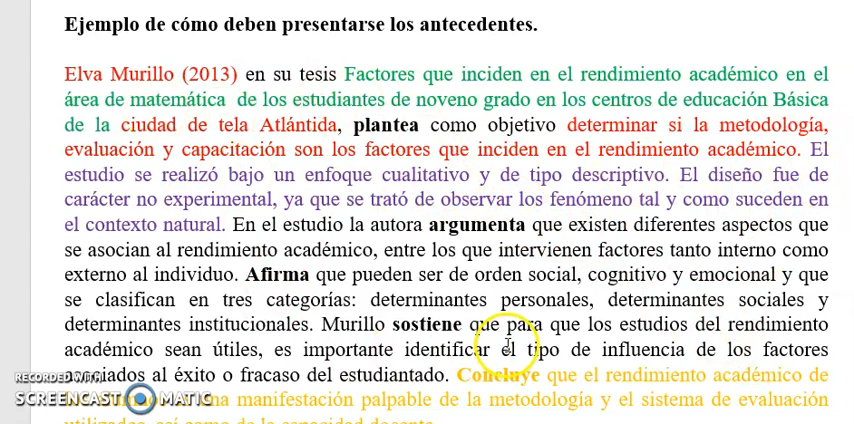 Ejemplo de cómo deben presentarse los antecedentes.
Elva Murillo (2013) en su tesis Factores que inciden en el rendimiento académico en el
área de matemática de los estudiantes de noveno grado en los centros de educación Básica
de la ciudad de tela Atlántida, plantea como objetivo determinar si la metodología,
evaluación y capacitación son los factores que inciden en el rendimiento académico. El
estudio se realizó bajo un enfoque cualitativo y de tipo descriptivo. El diseño fue de
carácter no experimental, ya que se trató de observar los fenómeno tal y como suceden en
el contexto natural. En el estudio la autora argumenta que existen diferentes aspectos que
se asocian al rendimiento académico, entre los que intervienen factores tanto interno como
externo al individuo. Afirma que pueden ser de orden social, cognitivo y emocional y que
se clasifican en tres categorías: determinantes personales, determinantes sociales y
determinantes institucionales. Murillo sostiene que para que los estudios del rendimiento
académico sean útiles, es importante identificar el tipo de influencia de los factores
asociados al éxito o fracaso del estudiantado. Concluye que el rendimiento académico de
una manifestación palpable de la metodología y el sistema de evaluación
utilizados, así como de la capacidad docente.
RECORDED WITH
SCREENCAST-O-MATIC